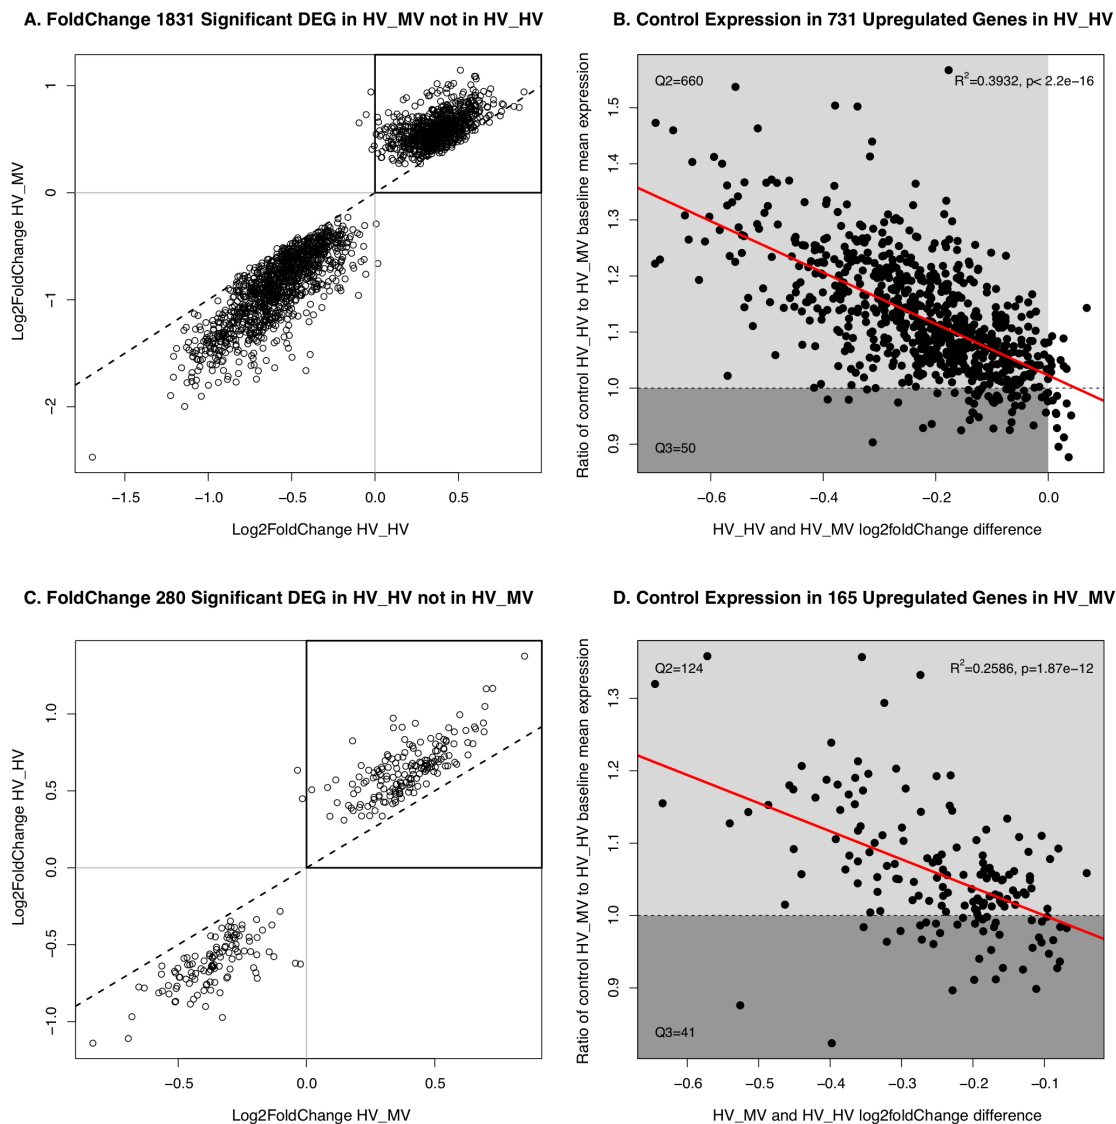 A. FoldChange 1831 Significant DEG in HV_MV not in HV_HV
Log2FoldChange HV_MV
1
0
−1
−2
−1.5
−1.0
−0.5
0.0
0.5
Log2FoldChange HV_HV
B. Control Expression in 731 Upregulated Genes in HV_HV
Ratio of control HV_HV to HV_MV baseline mean expression
Q2=660
R2=0.3932, p< 2.2e−16
1.5
1.4
1.3
1.2
1.1
1.0
0.9
Q3=50
−0.6
−0.4
−0.2
0.0
HV_HV and HV_MV log2foldChange difference
C. FoldChange 280 Significant DEG in HV_HV not in HV_MV
Log2FoldChange HV_HV
1.0
0.5
0.0
−0.5
−1.0
−0.5
0.0
0.5
Log2FoldChange HV_MV
D. Control Expression in 165 Upregulated Genes in HV_MV
Ratio of control HV_MV to HV_HV baseline mean expression
Q2=124
R2=0.2586, p=1.87e−12
1.3
1.2
1.1
1.0
0.9
Q3=41
−0.6
−0.5
−0.4
−0.3
−0.2
−0.1
HV_MV and HV_HV log2foldChange difference